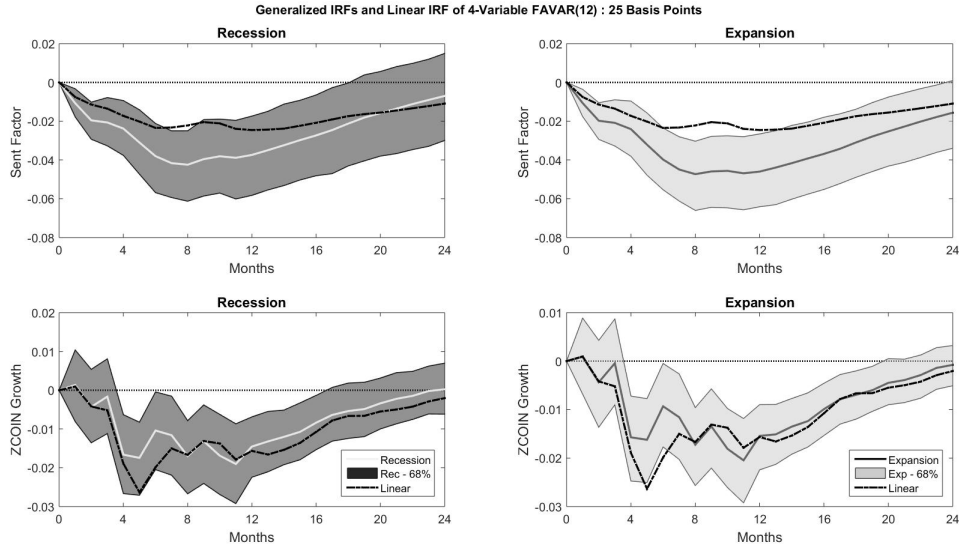 Generalized IRFs and Linear IRF of 4-Variable FAVAR(12) : 25 Basis Points
Recession
Sent Factor
0.02
0
-0.02
-0.04
-0.06
-0.08
0 4 8 12 16 20 24
Months
Expansion
Sent Factor
0.02
0
-0.02
-0.04
-0.06
-0.08
0 4 8 12 16 20 24
Months
Recession
ZCOIN Growth
0.02
0.01
0
-0.01
-0.02
-0.03
Recession
Rec - 68%
Linear
0 4 8 12 16 20 24
Months
Expansion
ZCOIN Growth
0.01
0
-0.01
-0.02
-0.03
Expansion
Exp - 68%
Linear
0 4 8 12 16 20 24
Months